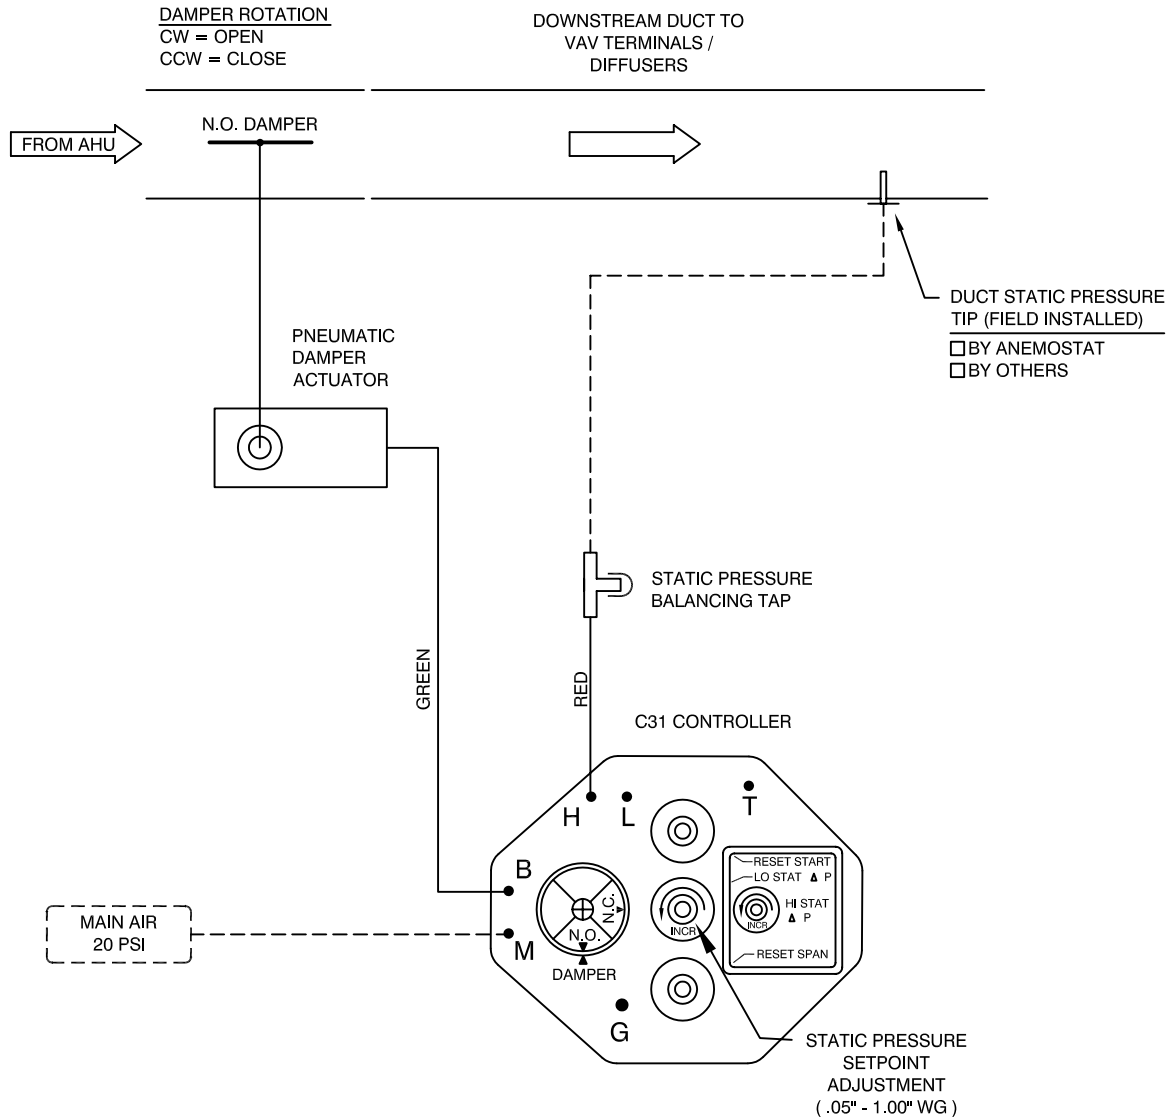 DAMPER ROTATION
CW = OPEN
CCW = CLOSE
DOWNSTREAM DUCT TO
VAV TERMINALS /
DIFFUSERS
FROM AHU
N.O. DAMPER
DUCT STATIC PRESSURE
TIP (FIELD INSTALLED)
BY ANEMOSTAT
BY OTHERS
PNEUMATIC
DAMPER
ACTUATOR
STATIC PRESSURE
BALANCING TAP
GREEN
RED
C31 CONTROLLER
H
L
T
B
M
G
N.C.
N.O.
DAMPER
INCR
RESET START
LO STAT Δ P
HI STAT
Δ P
INCR
RESET SPAN
MAIN AIR
20 PSI
STATIC PRESSURE
SETPOINT
ADJUSTMENT
( .05" - 1.00" WG )